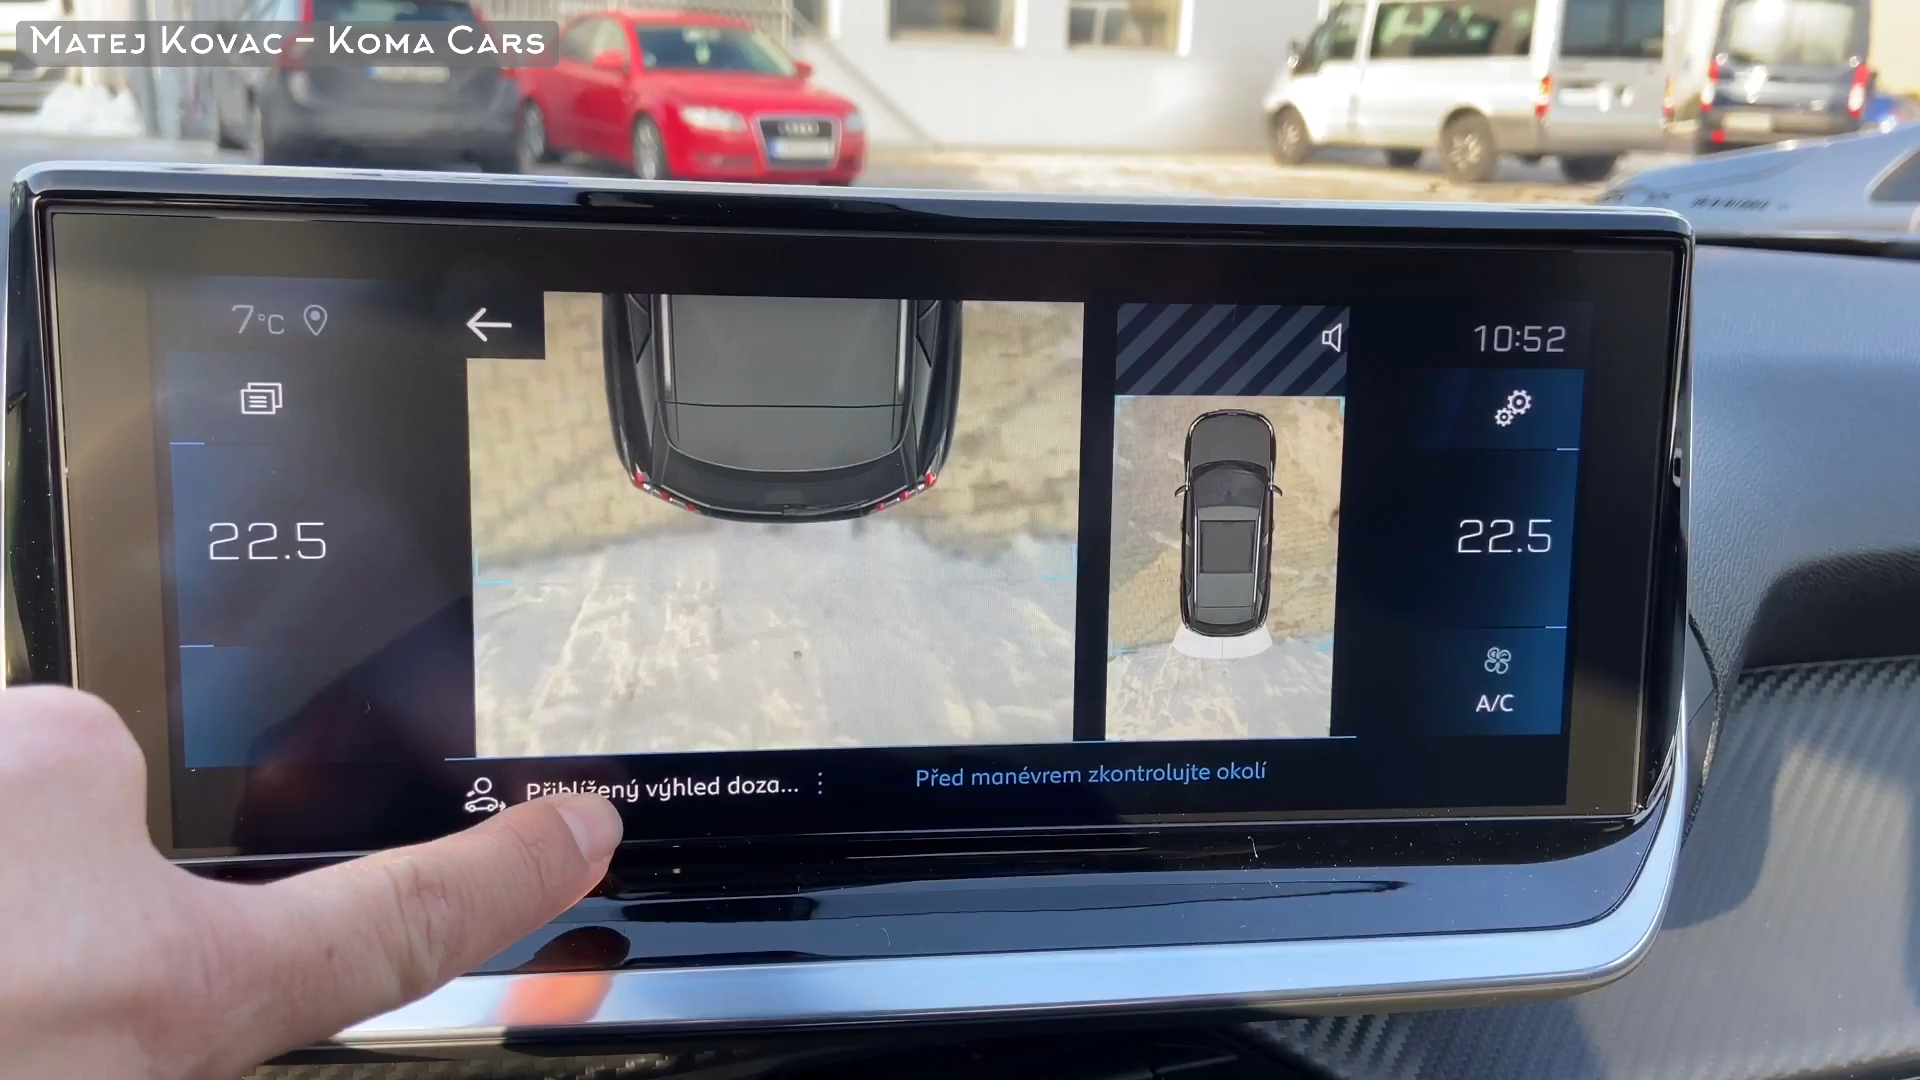 Matej Kovac – Koma Cars
7°C
10:52
22.5
22.5
A/C
Přiblížený výhled doza...
Před manévrem zkontrolujte okolí